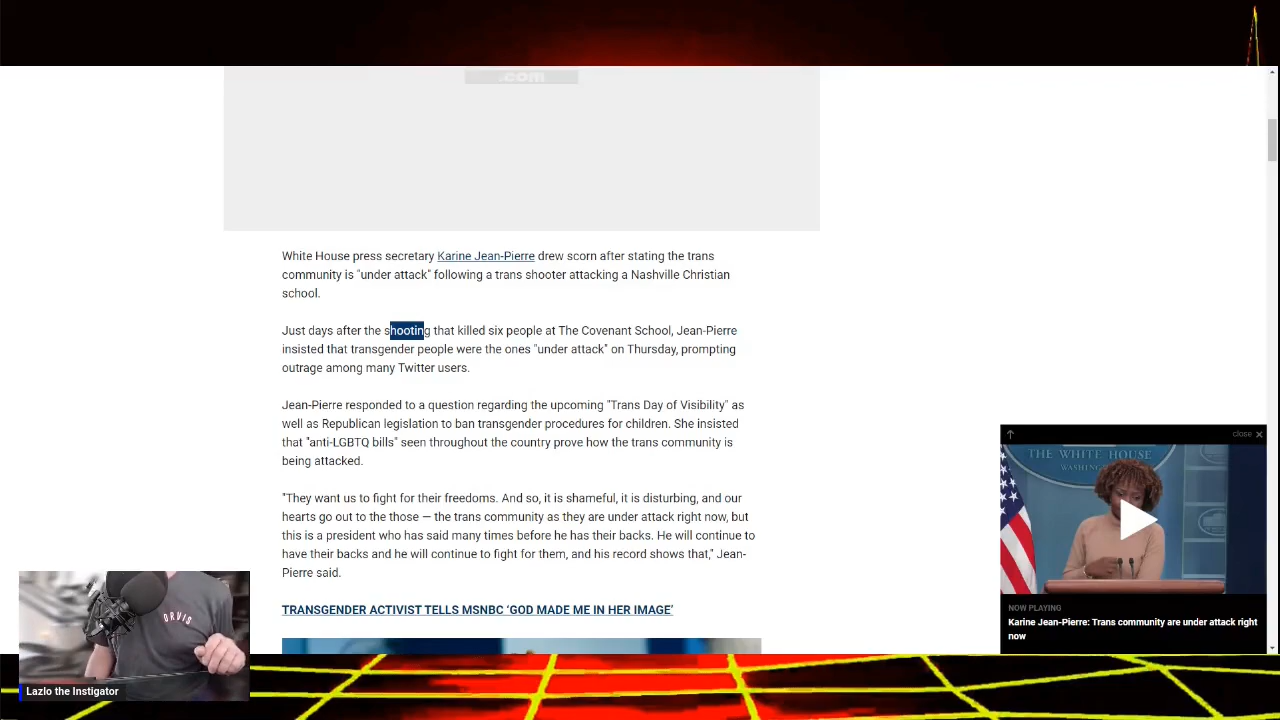 .com
White House press secretary Karine Jean-Pierre drew scorn after stating the trans
community is "under attack" following a trans shooter attacking a Nashville Christian
school.
Just days after the shooting that killed six people at The Covenant School, Jean-Pierre
insisted that transgender people were the ones "under attack" on Thursday, prompting
outrage among many Twitter users.
Jean-Pierre responded to a question regarding the upcoming "Trans Day of Visibility" as
well as Republican legislation to ban transgender procedures for children. She insisted
that "anti-LGBTQ bills" seen throughout the country prove how the trans community is
being attacked.
"They want us to fight for their freedoms. And so, it is shameful, it is disturbing, and our
hearts go out to the those — the trans community as they are under attack right now, but
this is a president who has said many times before he has their backs. He will continue to
have their backs and he will continue to fight for them, and his record shows that," Jean-
Pierre said.
TRANSGENDER ACTIVIST TELLS MSNBC ‘GOD MADE ME IN HER IMAGE’
close
THE WHITE HOUSE
WASHING
NOW PLAYING
Karine Jean-Pierre: Trans community are under attack right
now
ORVIS
Lazlo the Instigator